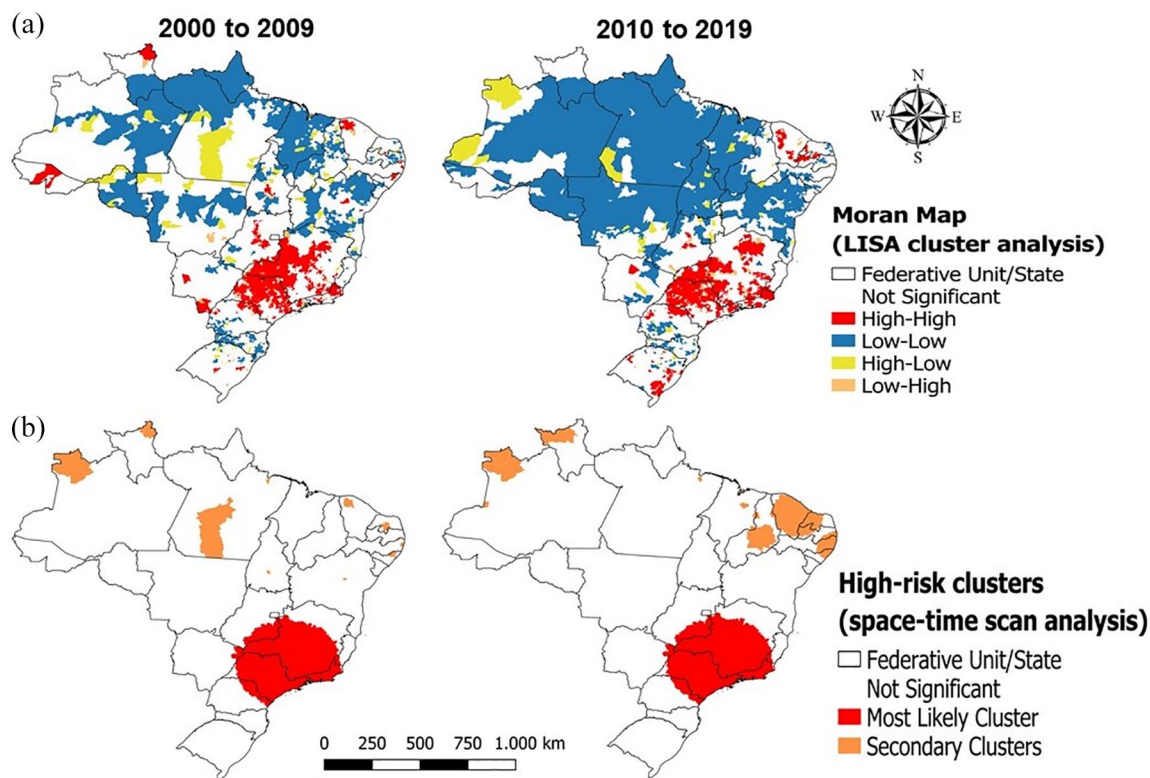 (a)
2000 to 2009
2010 to 2019
N
W
E
S
Moran Map
(LISA cluster analysis)
Federative Unit/State
Not Significant
High-High
Low-Low
High-Low
Low-High
(b)
High-risk clusters
(space-time scan analysis)
Federative Unit/State
Not Significant
Most Likely Cluster
Secondary Clusters
0 250 500 750 1.000 km